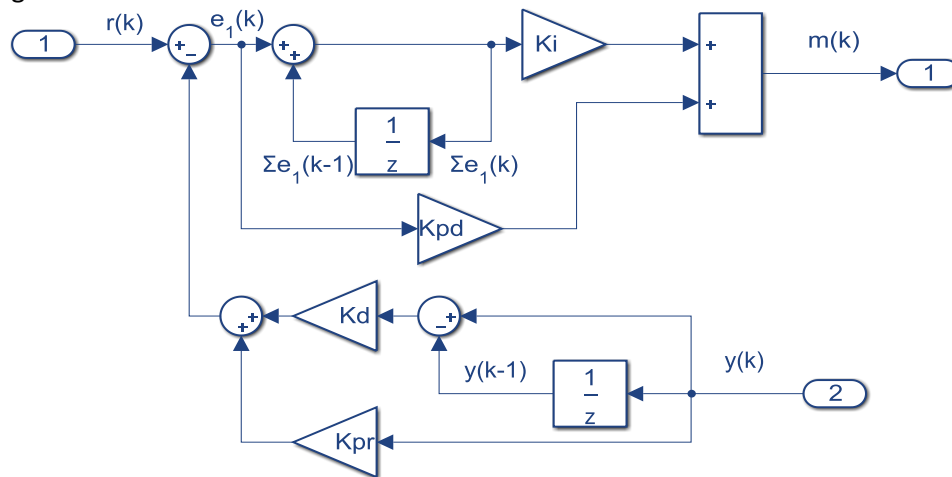 g
r(k) e₁(k)
1 + - + + Ki + m(k)
1
+
1
z
Σe₁(k-1) Σe₁(k)
Kpd
+ + Kd - +
y(k-1) 1 y(k)
z 2
Kpr